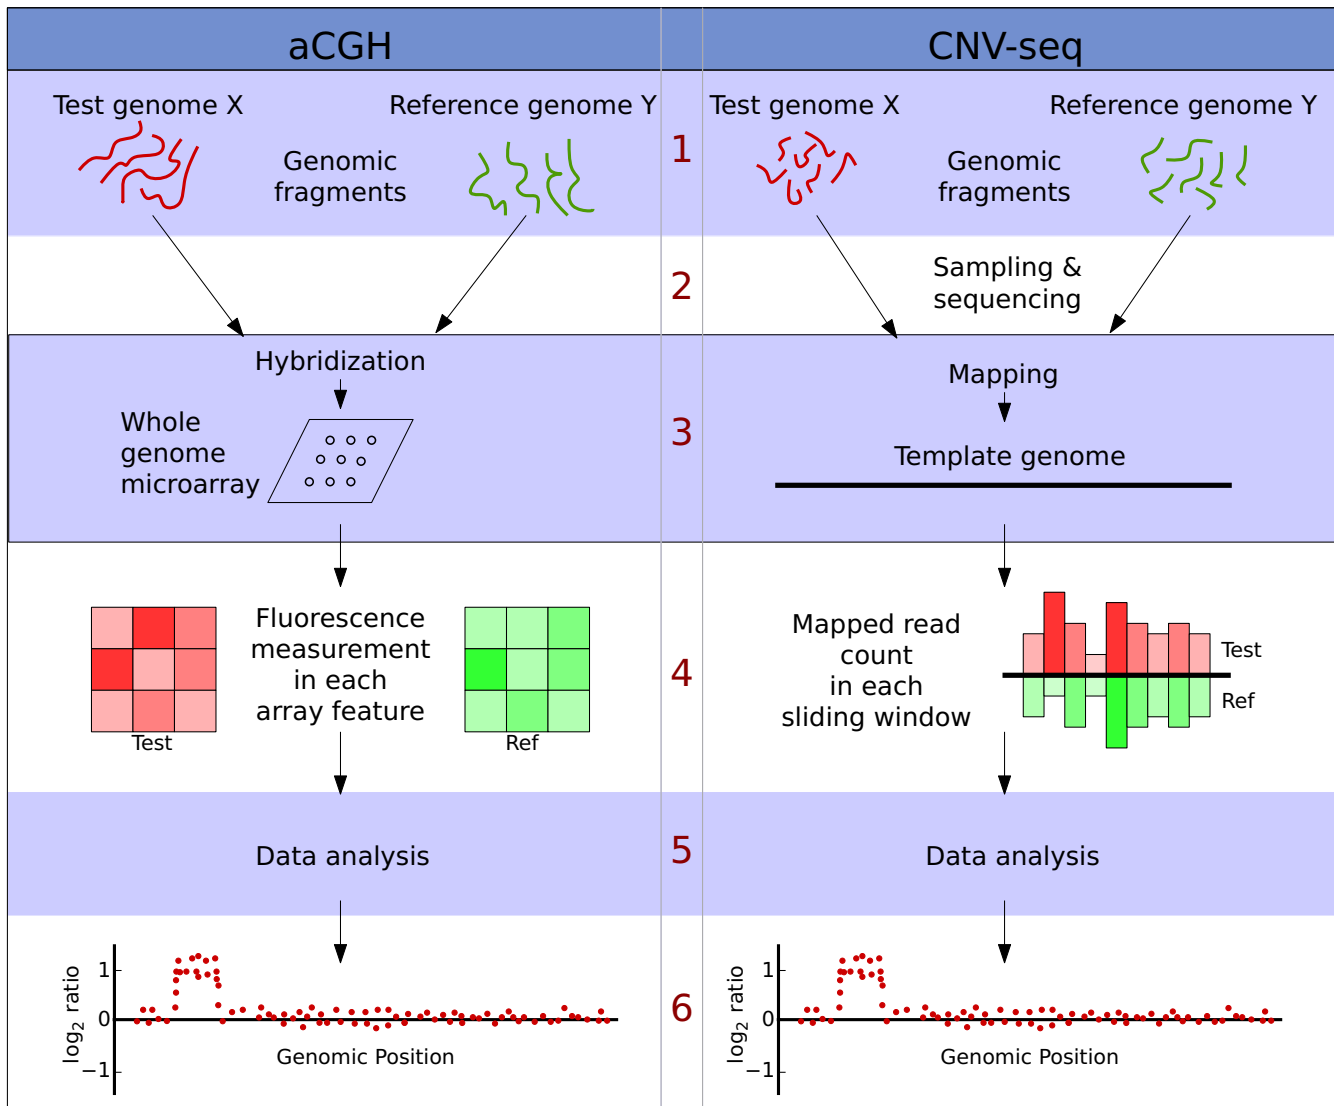 aCGH
CNV-seq
Test genome X
Reference genome Y
Genomic
fragments
1
Test genome X
Reference genome Y
Genomic
fragments
2
Sampling &
sequencing
Hybridization
Whole
genome
microarray
3
Mapping
Template genome
Fluorescence
measurement
in each
array feature
Test
Ref
4
Mapped read
count
in each
sliding window
Test
Ref
Data analysis
5
Data analysis
log2 ratio
1
0
−1
Genomic Position
6
log2 ratio
1
0
−1
Genomic Position